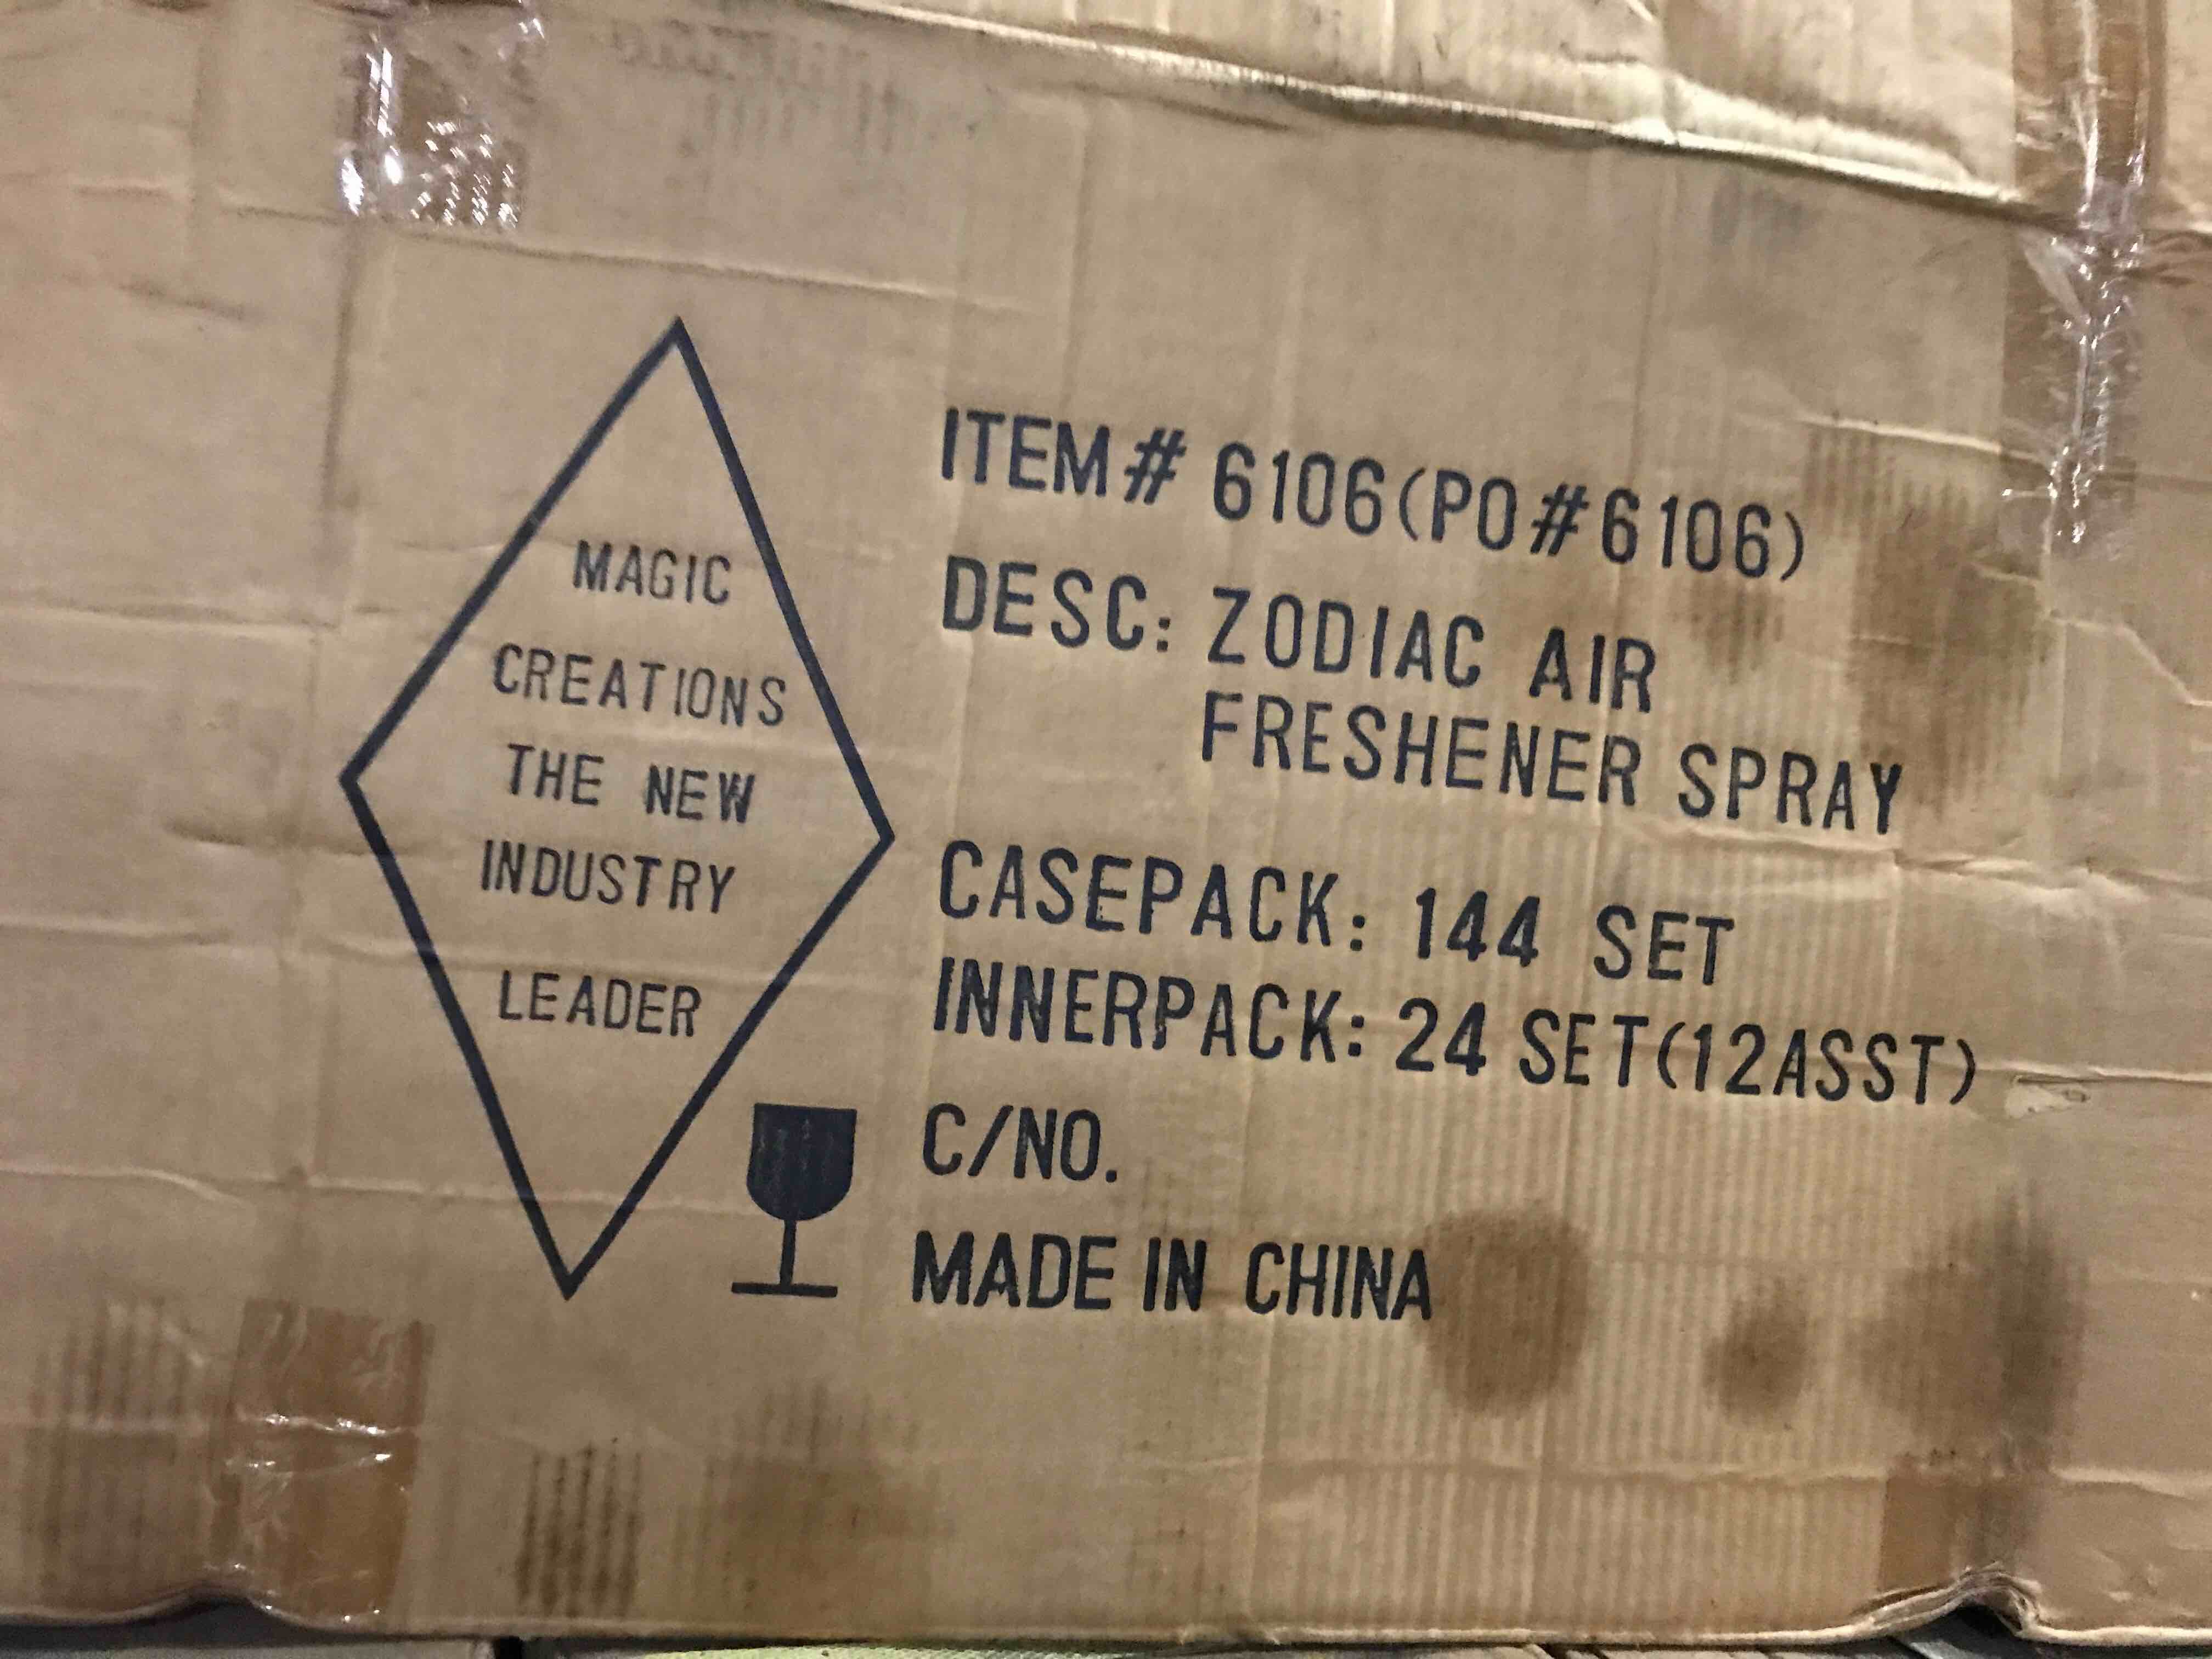 MAGIC
CREATIONS
THE NEW
INDUSTRY
LEADER
ITEM# 6106(PO#6106)
DESC: ZODIAC AIR
FRESHENER SPRAY
CASEPACK: 144 SET
INNERPACK: 24 SET(12ASST)
C/NO.
MADE IN CHINA